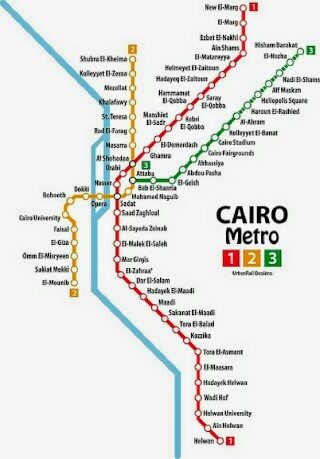 New El-Marg
1
El-Marg
Ezbet El-Nakhl
Ain Shams
El-Matareyya
Helmeyet El-Zaitoun
Hadayeq El-Zaitoun
Saray
El-Qobba
Hammamat
El-Qobba
Kobri
El-Qobba
Manshiet
El-Sadr
El-Demerdash
Ghamra
Al Shohadaa
Orabi
Nasser
Sadat
Saad Zaghloul
Al-Sayeda Zeinab
El-Malek El-Saleh
Mar Girgis
El-Zahraa'
Dar El-Salam
Hadayek El-Maadi
Maadi
Sakanat El-Maadi
Tora El-Balad
Kozzika
Tora El-Asmant
El-Maasara
Hadayek Helwan
Wadi Hof
Helwan University
Ain Helwan
Helwan
1
2
Shubra El-Kheima
Kolleyyet El-Zeraa
Mezallat
Khalafawy
St. Teresa
Rod El-Farag
Masarra
Attaba
Mohamed Naguib
Opera
Dokki
Bohooth
Cairo University
Faisal
El-Giza
Omm El-Misryeen
Sakiat Mekki
El-Mounib
2
Hisham Barakat
3
El-Nozha
Nadi El-Shams
Alf Maskan
Heliopolis Square
Haroun El-Rashied
Al-Ahram
Kolleyyet El-Banat
Cairo Stadium
Cairo Fairgrounds
Abbassiya
Abdou Pasha
El-Geish
Bab El-Shaaria
3
CAIRO
Metro
1 2 3
UrbanRail Designs